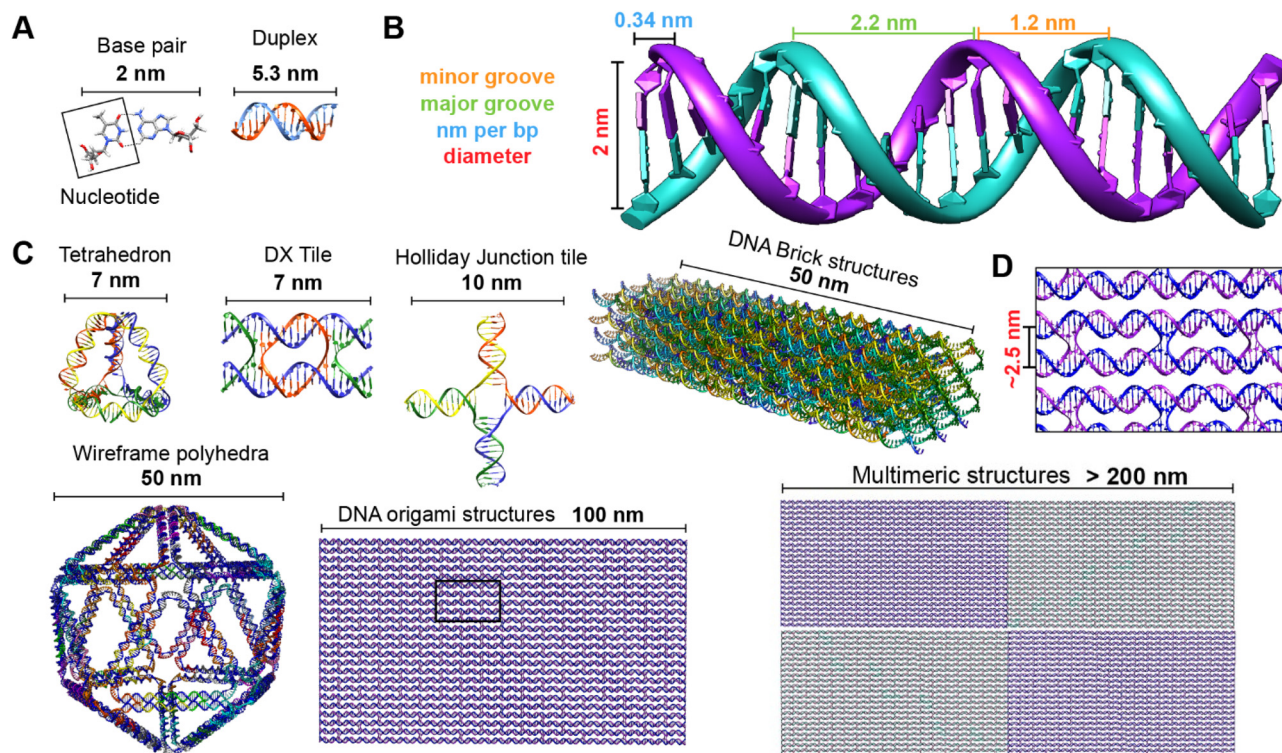 A
Base pair
2 nm
Duplex
5.3 nm
Nucleotide
B
minor groove
major groove
nm per bp
diameter
0.34 nm
2.2 nm
1.2 nm
2 nm
C
Tetrahedron
7 nm
DX Tile
7 nm
Holliday Junction tile
10 nm
DNA Brick structures
50 nm
D
~2.5 nm
Wireframe polyhedra
50 nm
DNA origami structures 100 nm
Multimeric structures > 200 nm